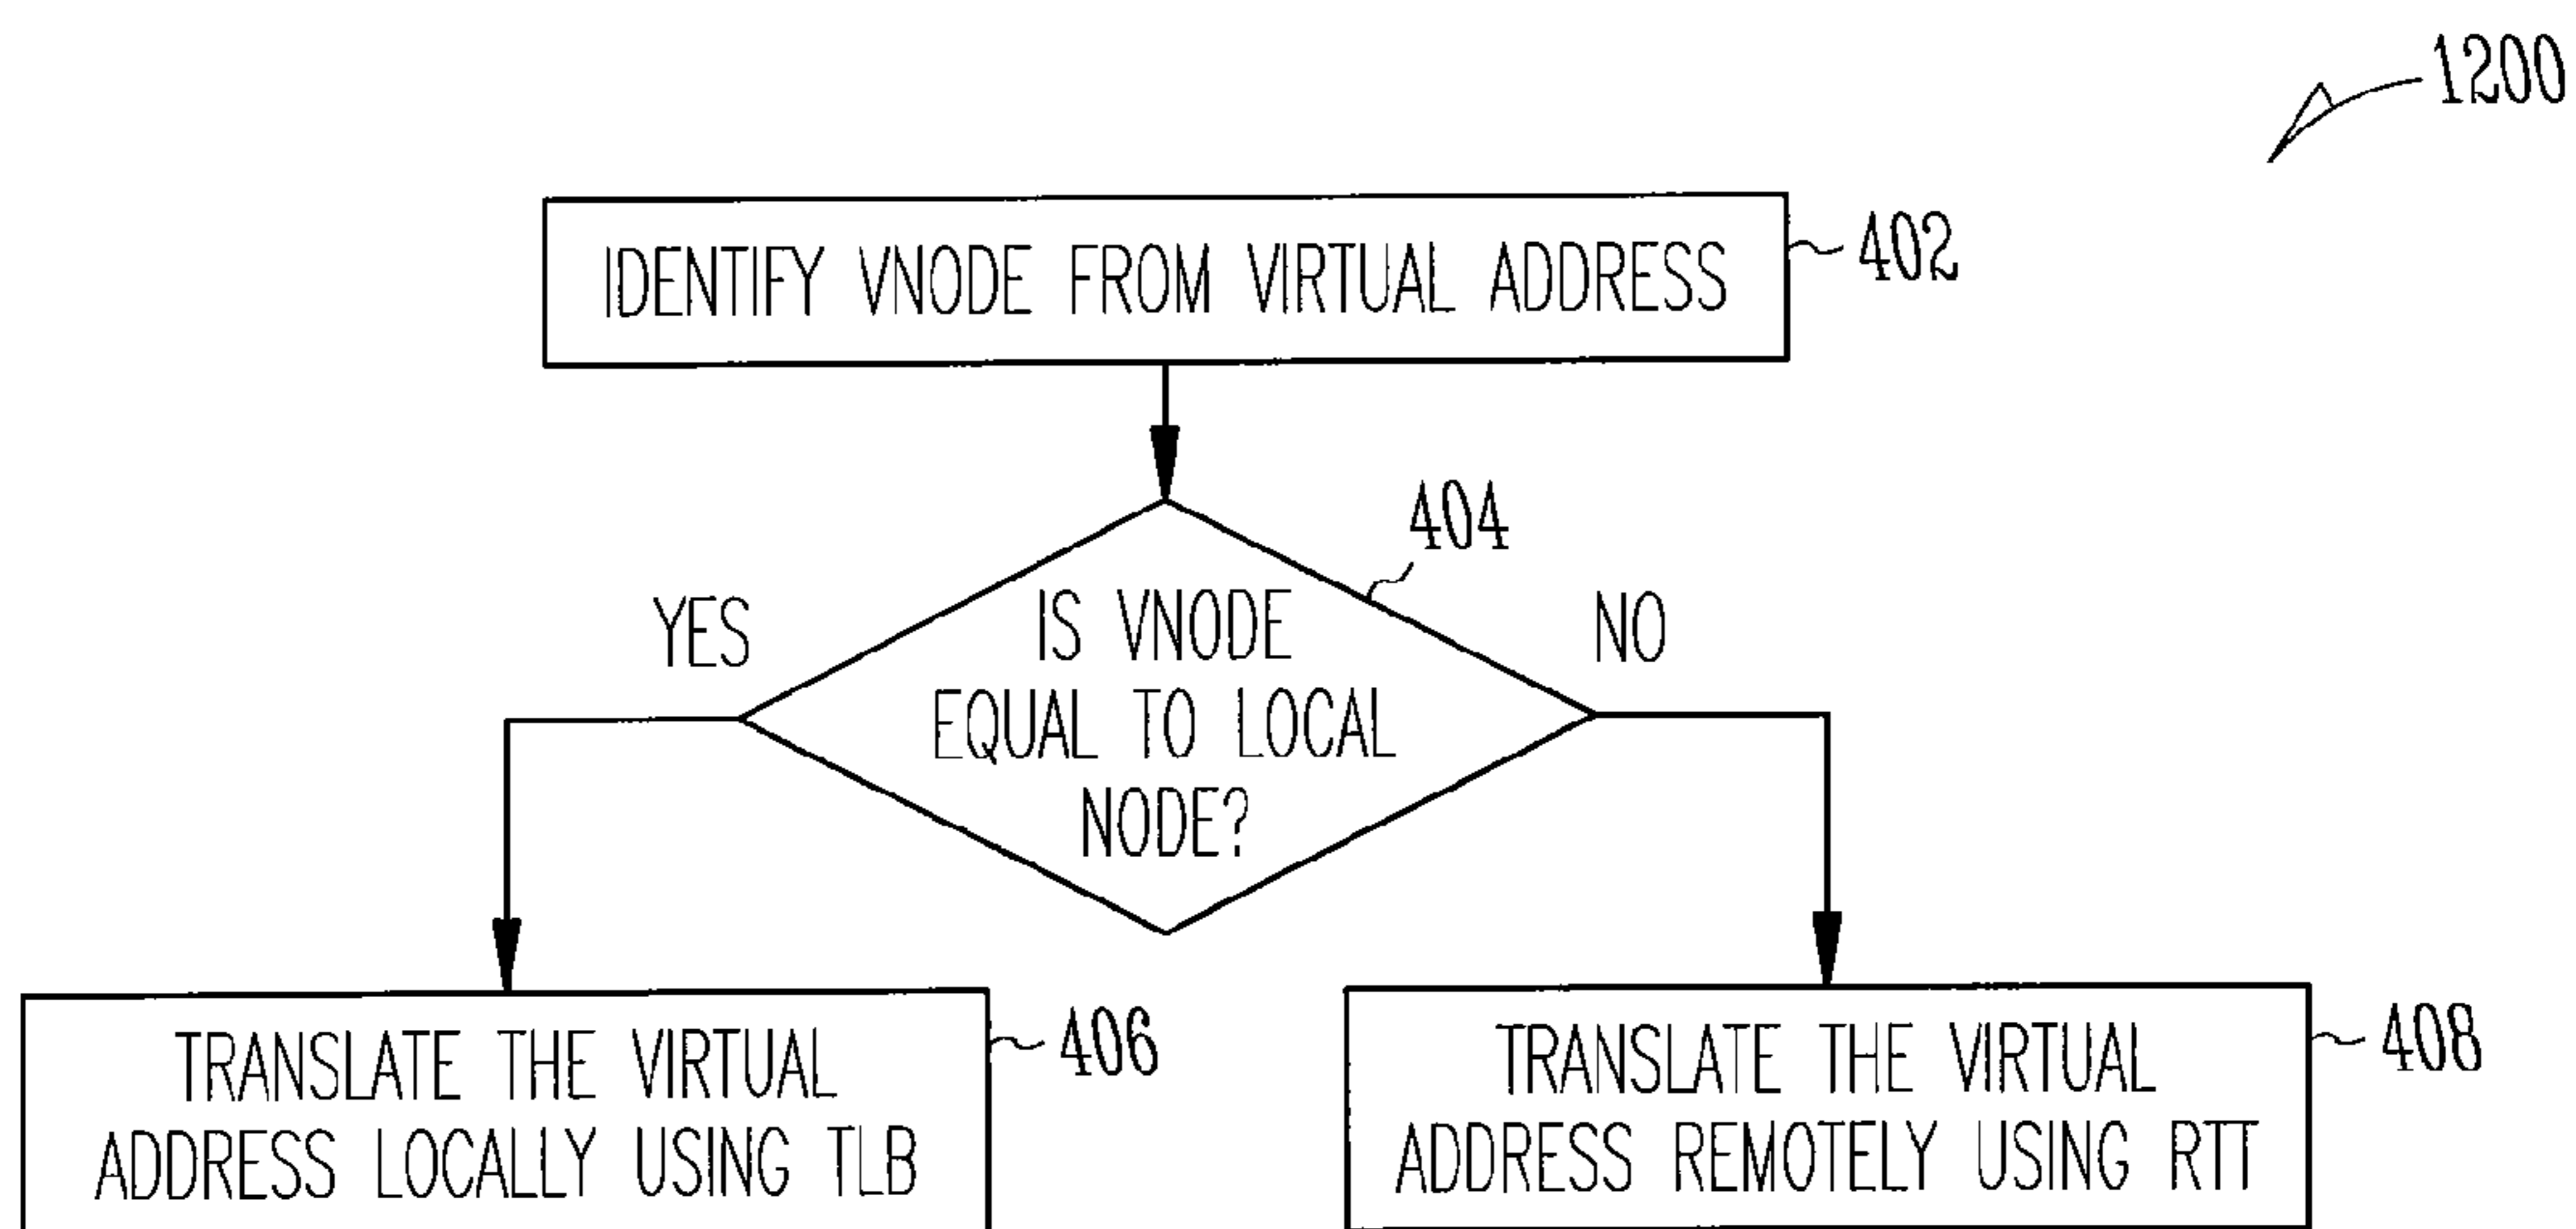 1200
IDENTIFY VNODE FROM VIRTUAL ADDRESS
402
404
YES
IS VNODE
EQUAL TO LOCAL
NODE?
NO
TRANSLATE THE VIRTUAL
ADDRESS LOCALLY USING TLB
406
TRANSLATE THE VIRTUAL
ADDRESS REMOTELY USING RTT
408